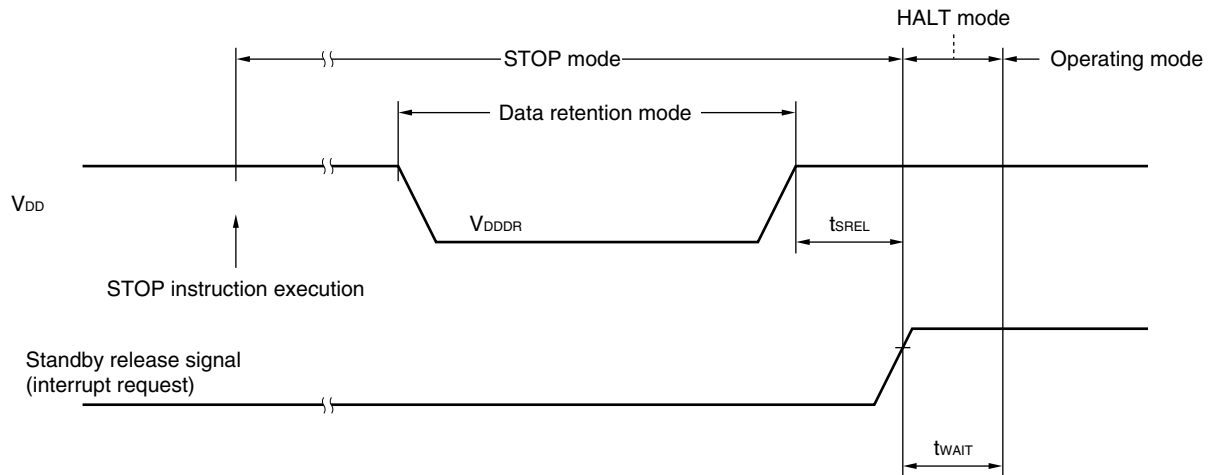 HALT mode
STOP mode
Operating mode
Data retention mode
VDD
VDDDR
tSREL
STOP instruction execution
Standby release signal
(interrupt request)
tWAIT